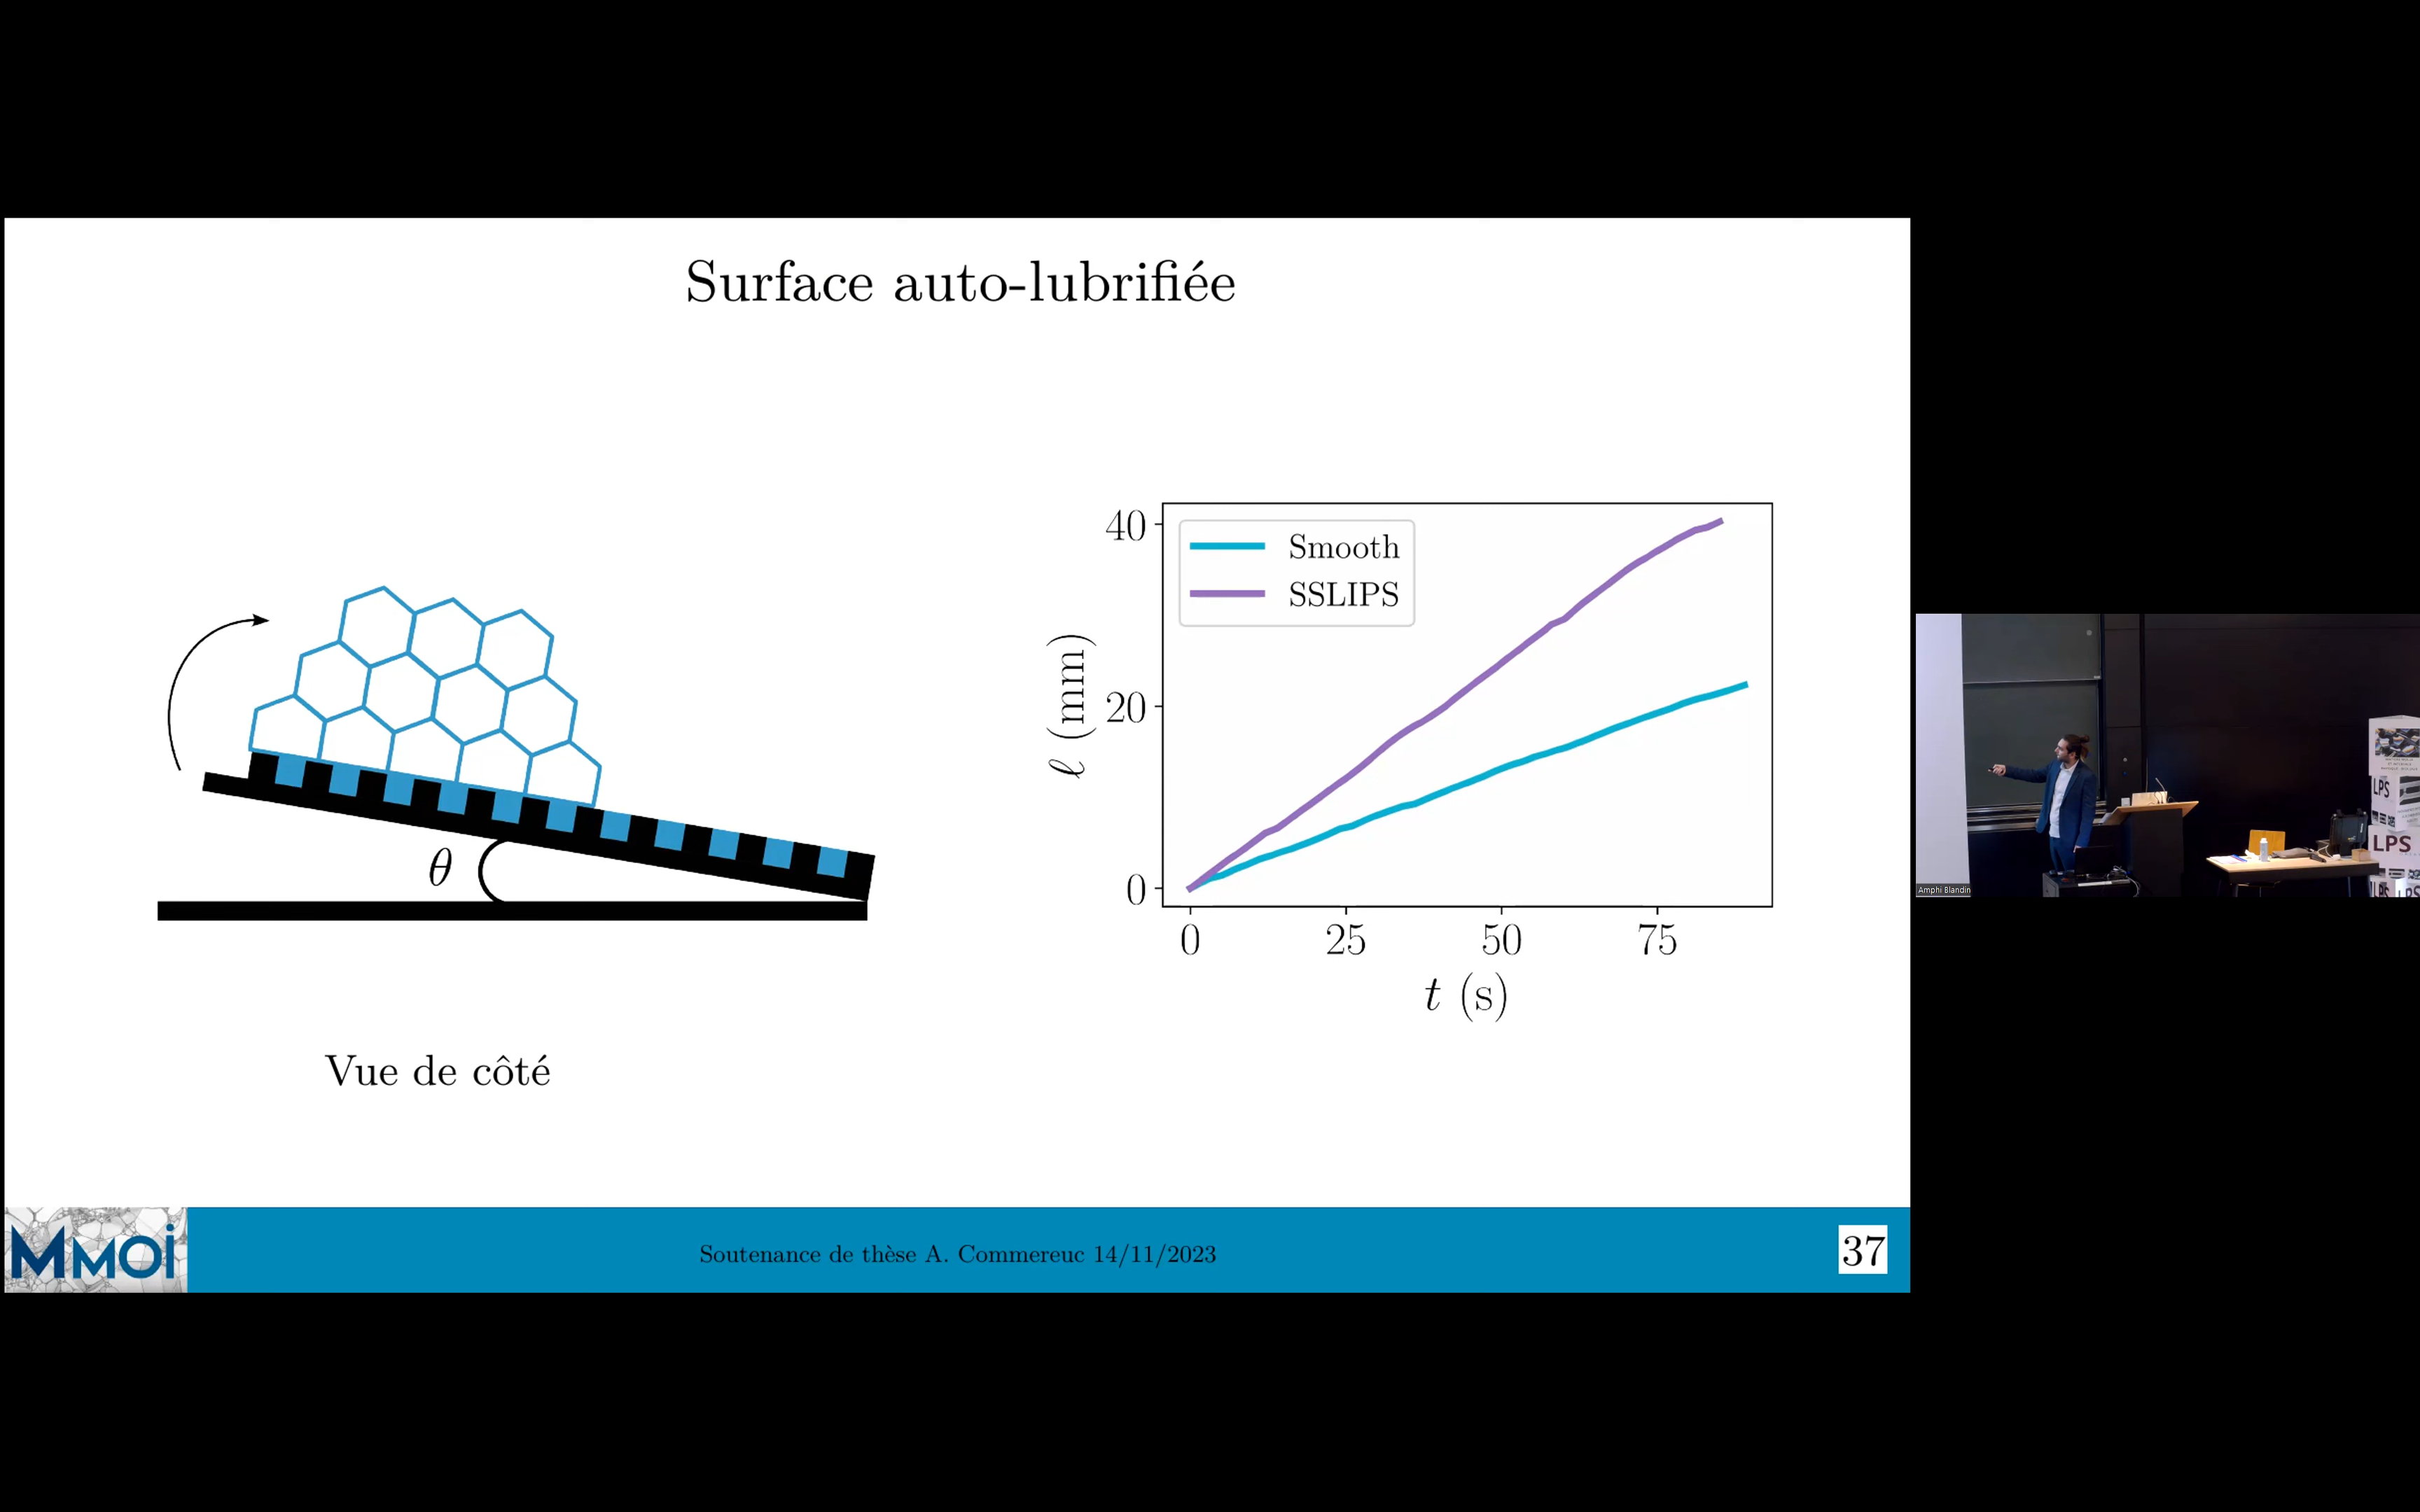 Surface auto-lubrifiée
θ
Vue de côté
40
20
0
ℓ (mm)
Smooth
SSLIPS
0 25 50 75
t (s)
MMOi
Soutenance de thèse A. Commereuc 14/11/2023
37
Amphi Blandin
LPS
LPS
LPS